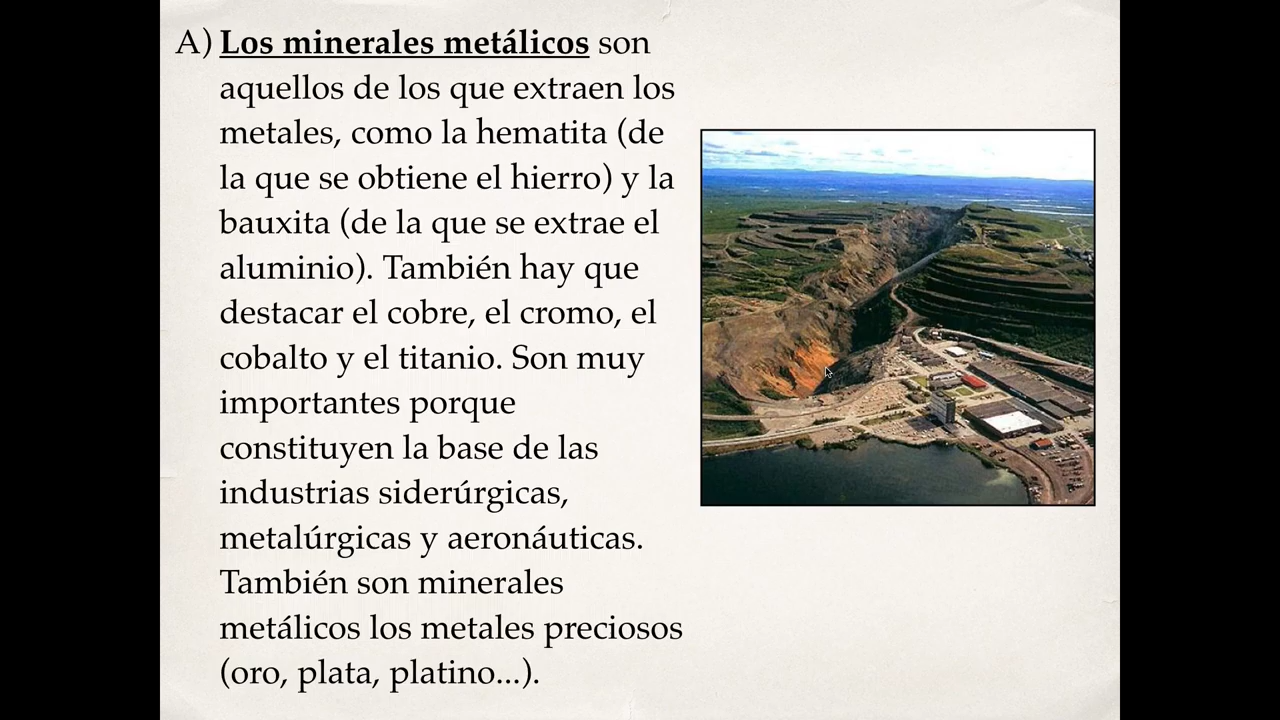 A) Los minerales metálicos son
aquellos de los que extraen los
metales, como la hematita (de
la que se obtiene el hierro) y la
bauxita (de la que se extrae el
aluminio). También hay que
destacar el cobre, el cromo, el
cobalto y el titanio. Son muy
importantes porque
constituyen la base de las
industrias siderúrgicas,
metalúrgicas y aeronáuticas.
También son minerales
metálicos los metales preciosos
(oro, plata, platino...).